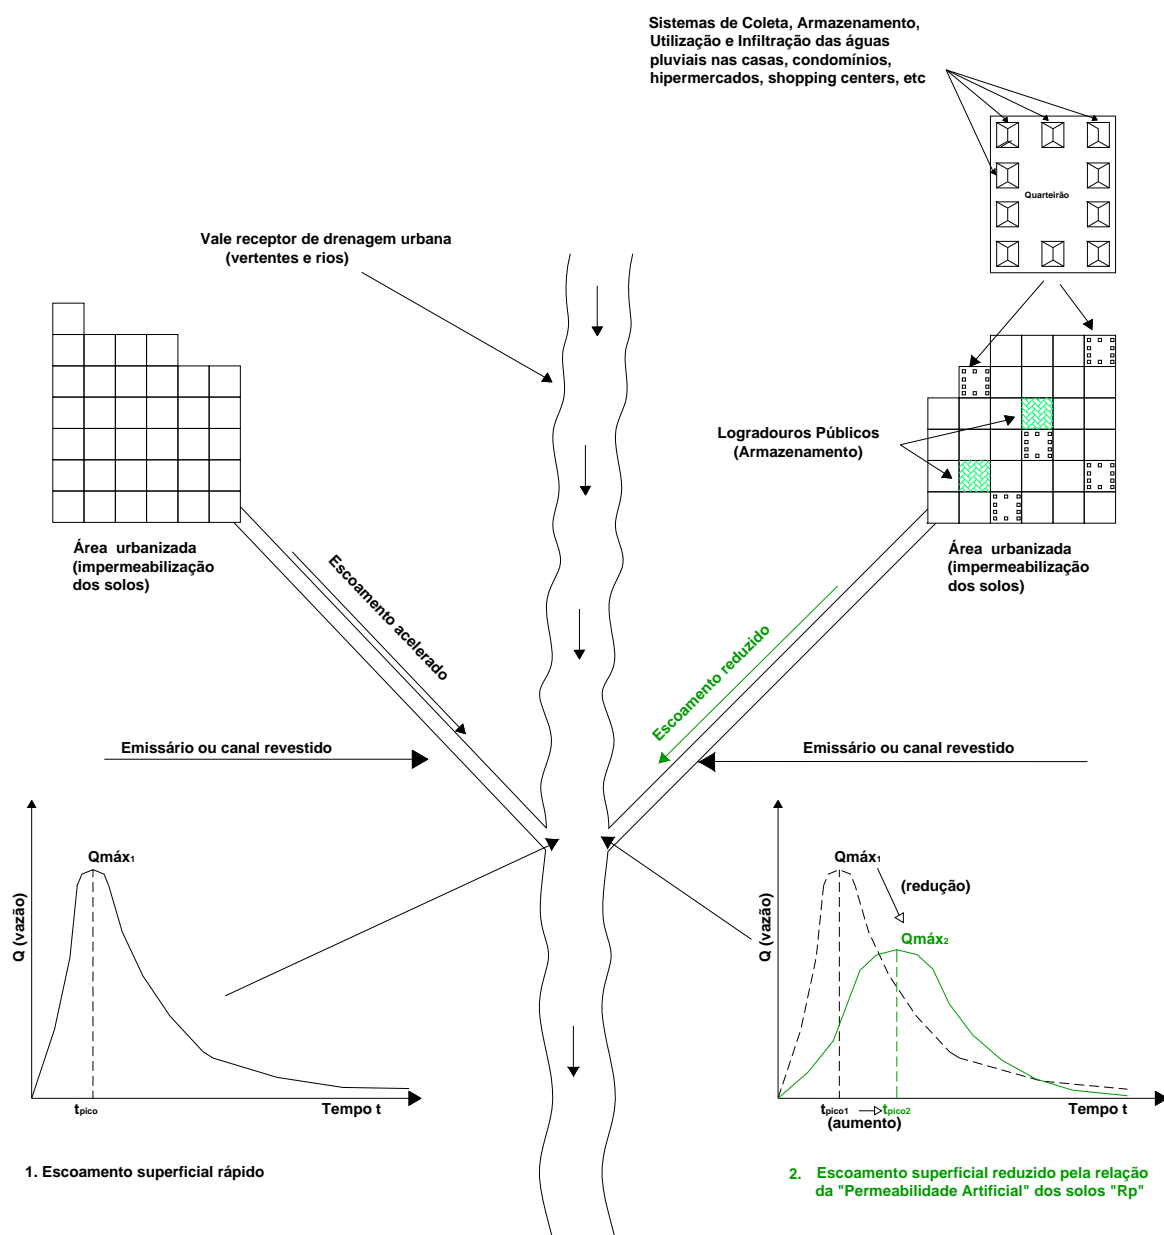 Sistemas de Coleta, Armazenamento,
Utilização e Infiltração das águas
pluviais nas casas, condomínios,
hipermercados, shopping centers, etc
Quarteirão
Vale receptor de drenagem urbana
(vertentes e rios)
Logradouros Públicos
(Armazenamento)
Área urbanizada
(impermeabilização
dos solos)
Área urbanizada
(impermeabilização
dos solos)
Escoamento acelerado
Escoamento reduzido
Emissário ou canal revestido
Emissário ou canal revestido
Q (vazão)
Qmáx1
tpico
Tempo t
Q (vazão)
Qmáx1
(redução)
Qmáx2
tpico1
tpico2
(aumento)
Tempo t
1. Escoamento superficial rápido
2. Escoamento superficial reduzido pela relação
da "Permeabilidade Artificial" dos solos "Rp"